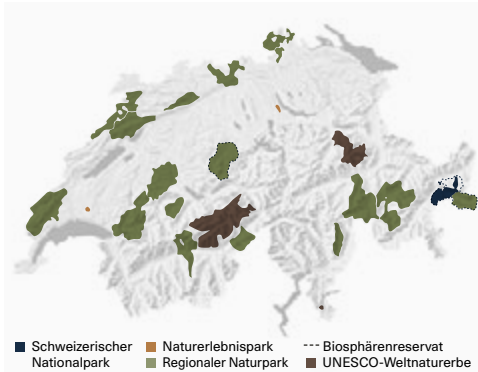 Schweizerischer
Nationalpark
Naturerlebnispark
Regionaler Naturpark
Biosphärenreservat
UNESCO-Weltnaturerbe